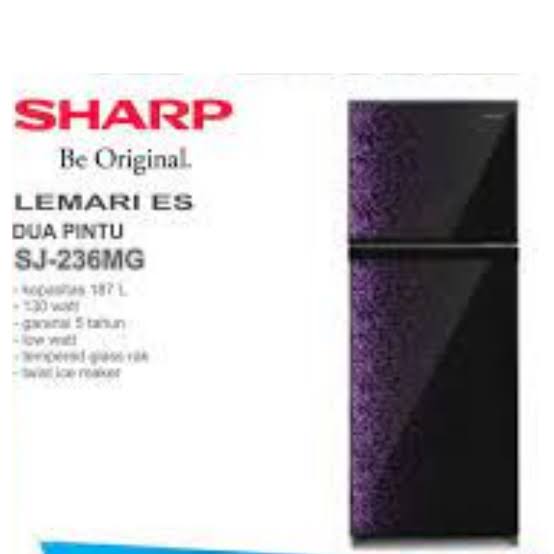 SHARP
Be Original.
LEMARI ES
DUA PINTU
SJ-236MG
- kapasitas 187 L
- 130 watt
- garansi 5 tahun
- low watt
- tempered glass rak
- twist ice maker